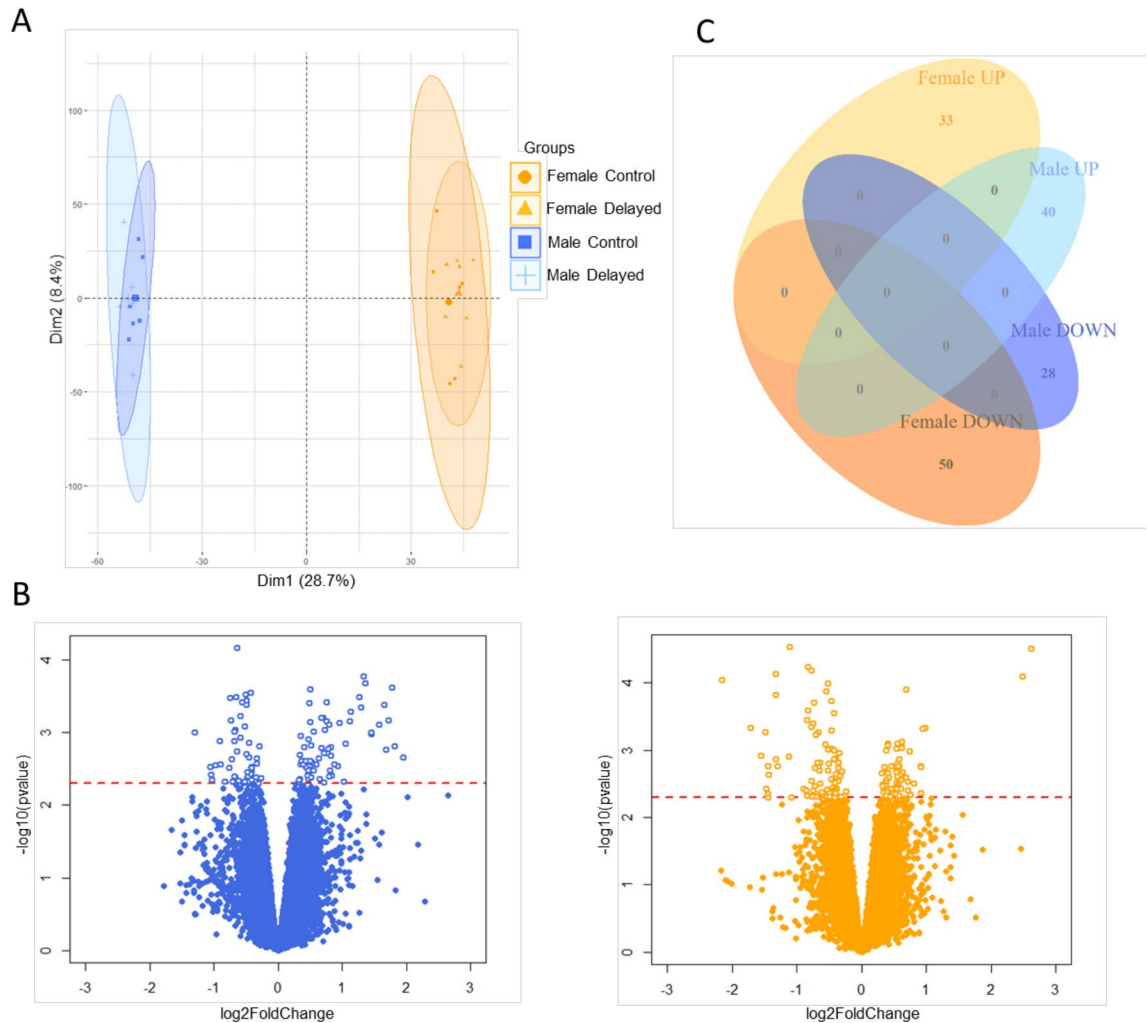 A
100
50
0
-50
-100
-60
-30
0
30
Dim2 (8.4%)
Dim1 (28.7%)
Groups
Female Control
Female Delayed
Male Control
Male Delayed
C
Female UP
33
Male UP
0
40
0
0
0
0
0
0
Male DOWN
0
0
28
0
0
Female DOWN
50
B
4
3
2
1
0
-log10(pvalue)
-3 -2 -1 0 1 2 3
log2FoldChange
4
3
2
1
0
-log10(pvalue)
-3 -2 -1 0 1 2 3
log2FoldChange